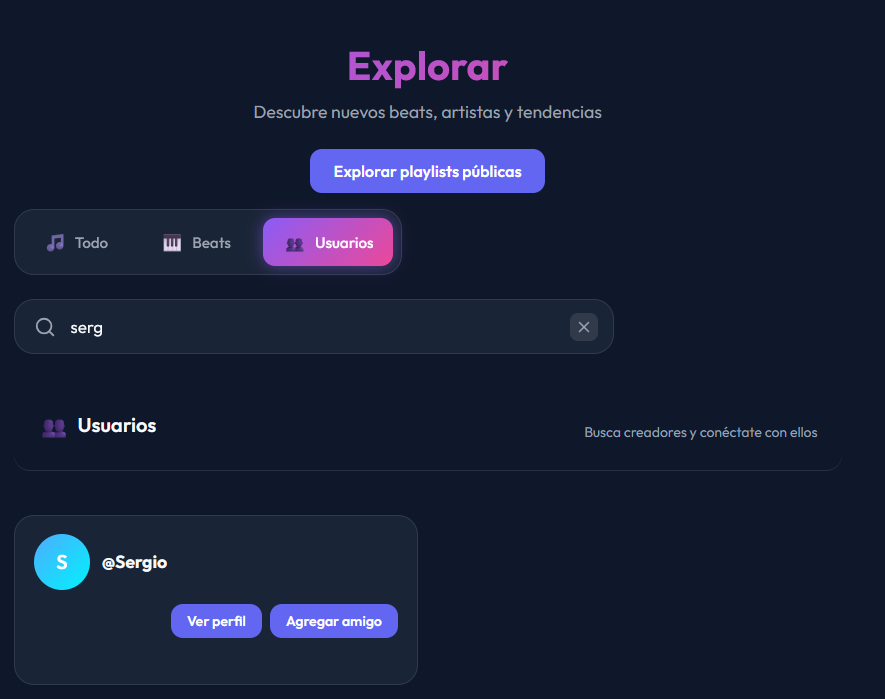 Explorar
Descubre nuevos beats, artistas y tendencias
Explorar playlists públicas
Todo
Beats
Usuarios
serg
Usuarios
Busca creadores y conéctate con ellos
S
@Sergio
Ver perfil
Agregar amigo